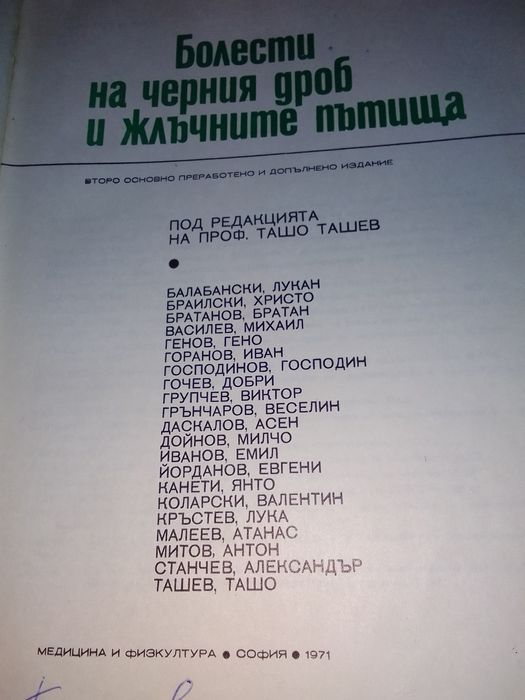 Болести
на черния дроб
и жлъчните пътища
ВТОРО ОСНОВНО ПРЕРАБОТЕНО И ДОПЪЛНЕНО ИЗДАНИЕ
ПОД РЕДАКЦИЯТА
НА ПРОФ. ТАШО ТАШЕВ
●
БАЛАБАНСКИ, ЛУКАН
БРАИЛСКИ, ХРИСТО
БРАТАНОВ, БРАТАН
ВАСИЛЕВ, МИХАИЛ
ГЕНОВ, ГЕНО
ГОРАНОВ, ИВАН
ГОСПОДИНОВ, ГОСПОДИН
ГОЧЕВ, ДОБРИ
ГРУПЧЕВ, ВИКТОР
ГРЪНЧАРОВ, ВЕСЕЛИН
ДАСКАЛОВ, АСЕН
ДОЙНОВ, МИЛЧО
ИВАНОВ, ЕМИЛ
ЙОРДАНОВ, ЕВГЕНИ
КАНЕТИ, ЯНТО
КОЛАРСКИ, ВАЛЕНТИН
КРЪСТЕВ, ЛУКА
МАЛЕЕВ, АТАНАС
МИТОВ, АНТОН
СТАНЧЕВ, АЛЕКСАНДЪР
ТАШЕВ, ТАШО
МЕДИЦИНА И ФИЗКУЛТУРА ● СОФИЯ ● 1971